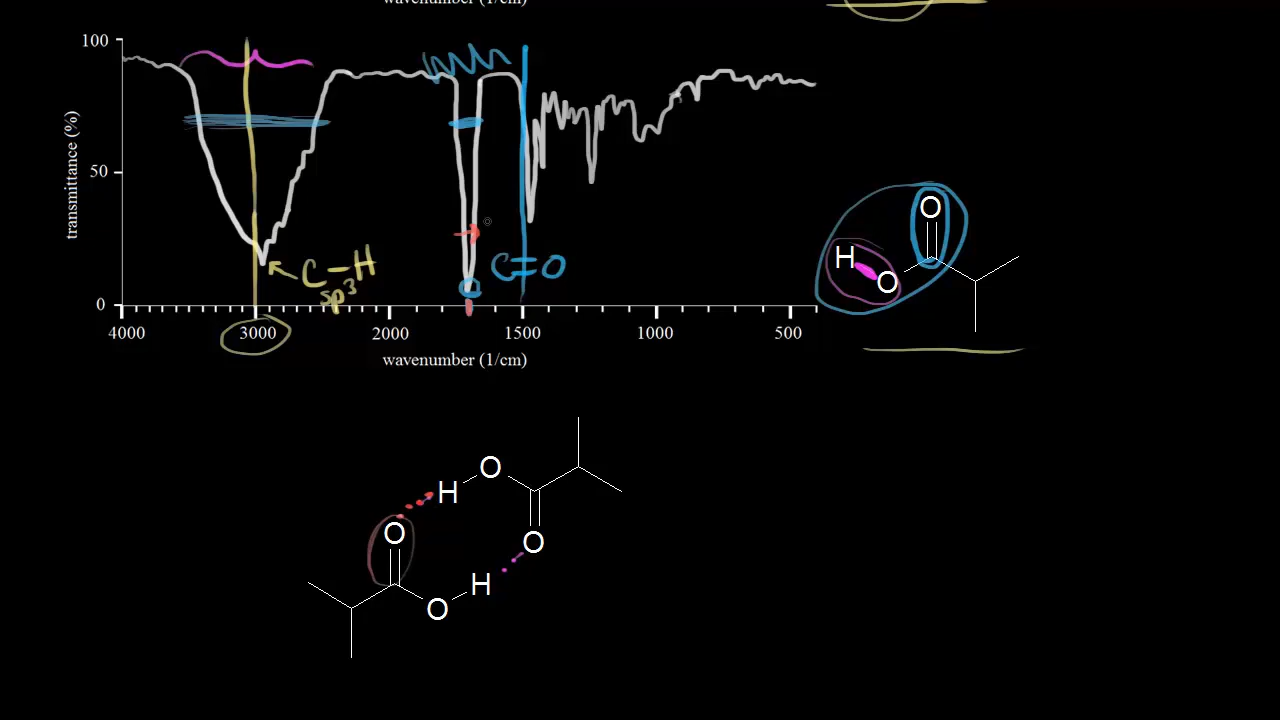 wavenumber (1/cm)
100
50
0
transmittance (%)
4000 3000 2000 1500 1000 500
wavenumber (1/cm)
C-H
sp3
C=O
O
H
O
O
H
O
O
H
O